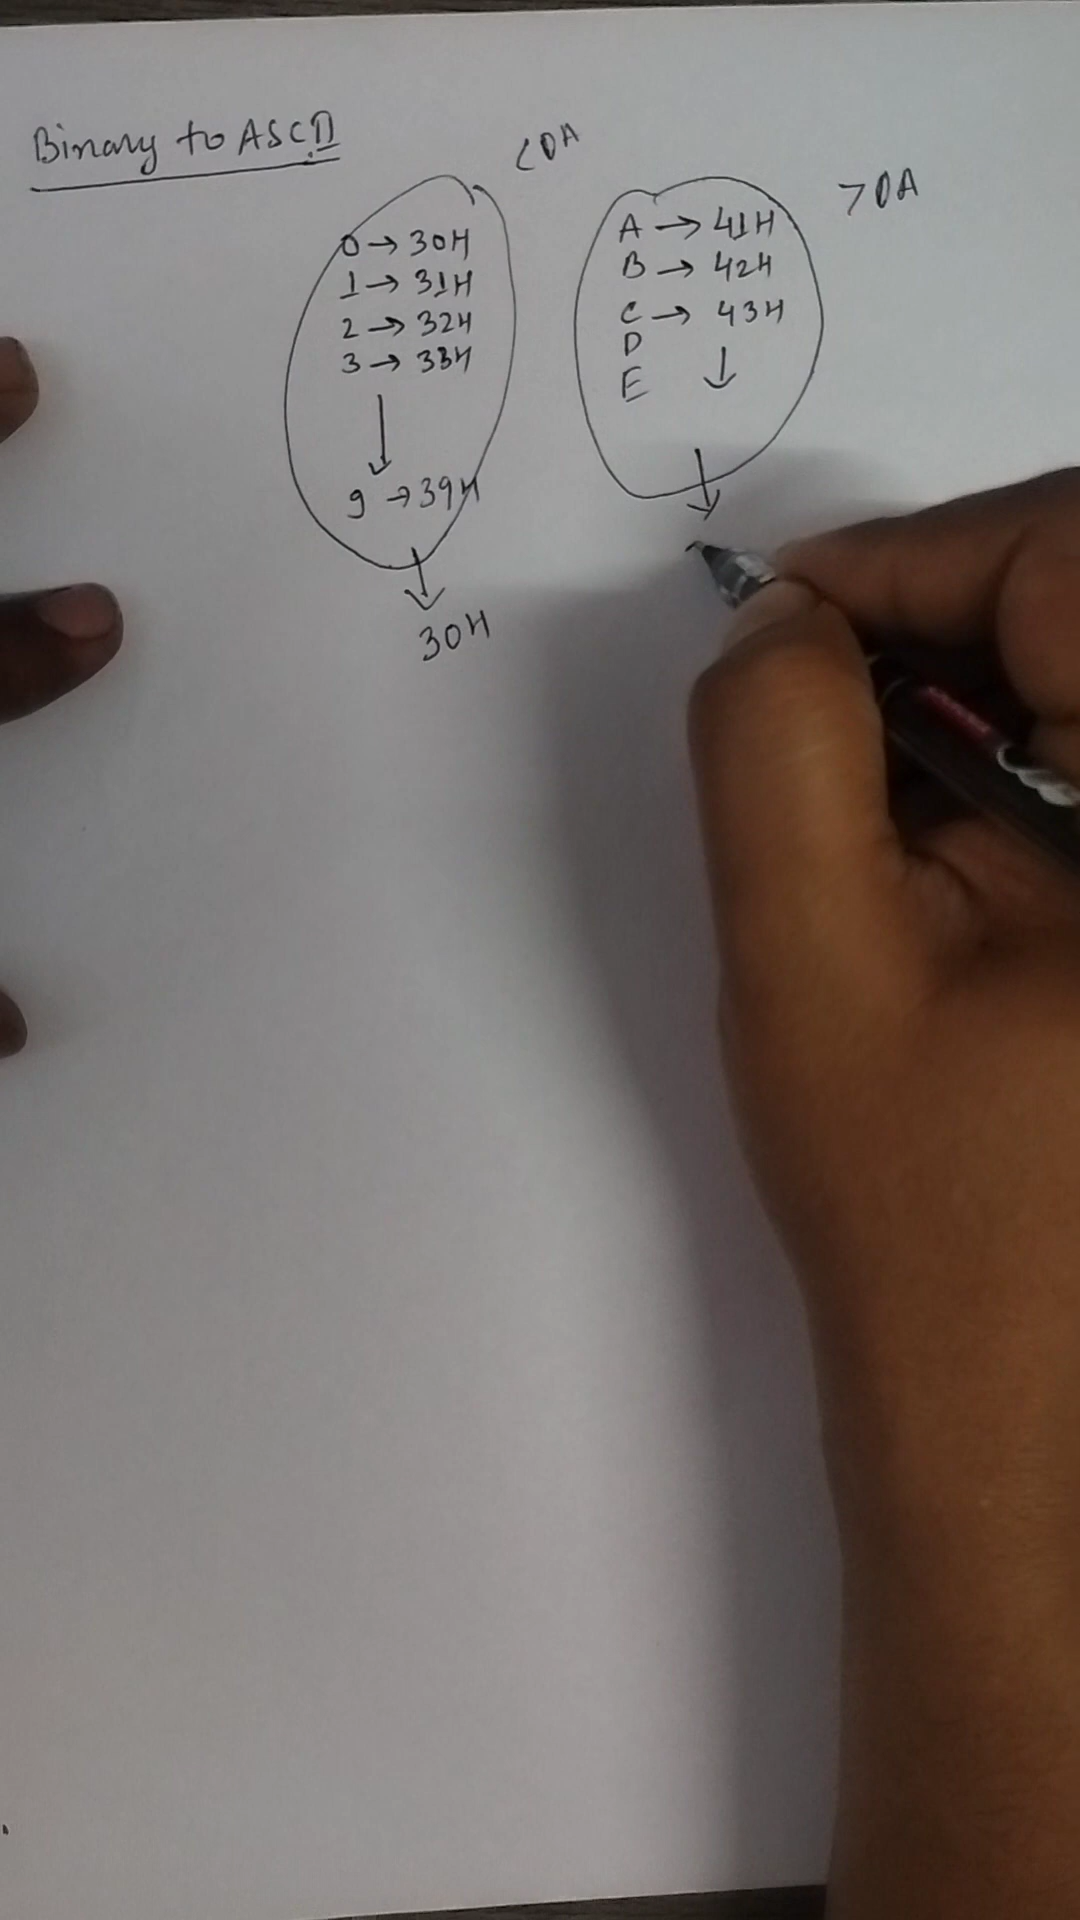 Binary to ASCII
<0A
0 → 30H
1 → 31H
2 → 32H
3 → 33H
↓
9 → 39H
↓
30H
>0A
A → 41H
B → 42H
C → 43H
D
E ↓
↓